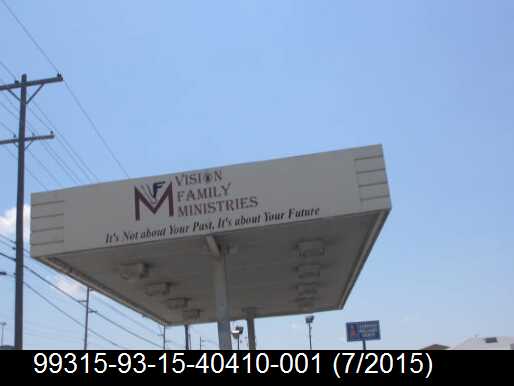 VFM
VISION
FAMILY
MINISTRIES
It's Not about Your Past, It's about Your Future
99315-93-15-40410-001 (7/2015)